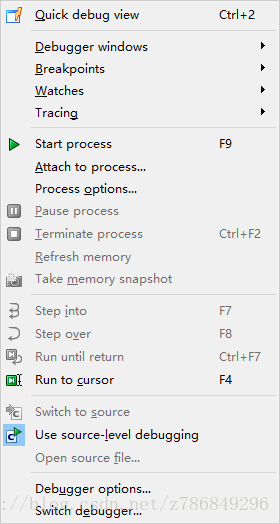 Quick debug view Ctrl+2
Debugger windows
Breakpoints
Watches
Tracing
Start process F9
Attach to process...
Process options...
Pause process
Terminate process Ctrl+F2
Refresh memory
Take memory snapshot
Step into F7
Step over F8
Run until return Ctrl+F7
Run to cursor F4
Switch to source
Use source-level debugging
Open source file...
://blog.csdn.net/z786849296
Debugger options...
Switch debugger...